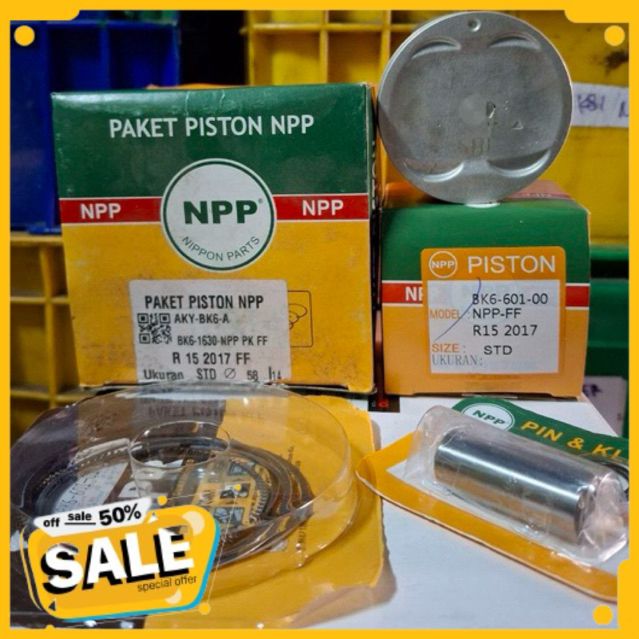 PAKET PISTON NPP
NPP
NPP®
NPP
NIPPON PARTS
PAKET PISTON NPP
AKY-BK6-A
BK6-1630-NPP PK FF
R 15 2017 FF
Ukuran STD ∅ 58 14
NPP PISTON
BK6-601-00
MODEL: NPP-FF
R15 2017
SIZE : STD
UKURAN:
NPP
PIN & KL
off sale 50%
SALE
special offer